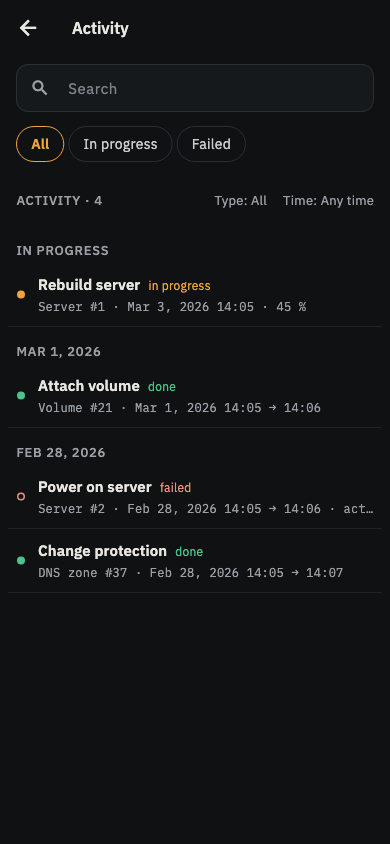 Activity
Search
All In progress Failed
ACTIVITY · 4 Type: All Time: Any time
IN PROGRESS
Rebuild server in progress
Server #1 · Mar 3, 2026 14:05 · 45 %
MAR 1, 2026
Attach volume done
Volume #21 · Mar 1, 2026 14:05 → 14:06
FEB 28, 2026
Power on server failed
Server #2 · Feb 28, 2026 14:05 → 14:06 · act…
Change protection done
DNS zone #37 · Feb 28, 2026 14:05 → 14:07